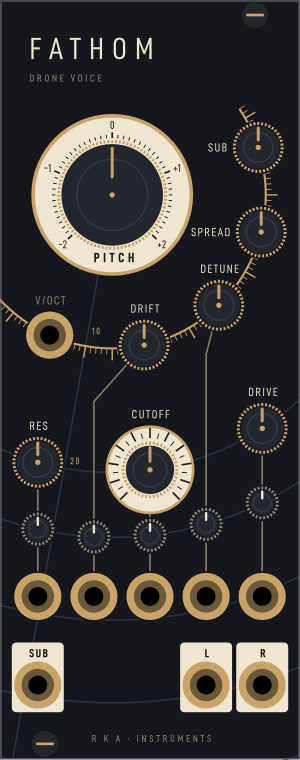 FATHOM
DRONE VOICE
0
-1
+1
-2
+2
PITCH
SUB
SPREAD
DETUNE
V/OCT
DRIFT
10
DRIVE
CUTOFF
RES
20
SUB
L
R
RKA·INSTRUMENTS